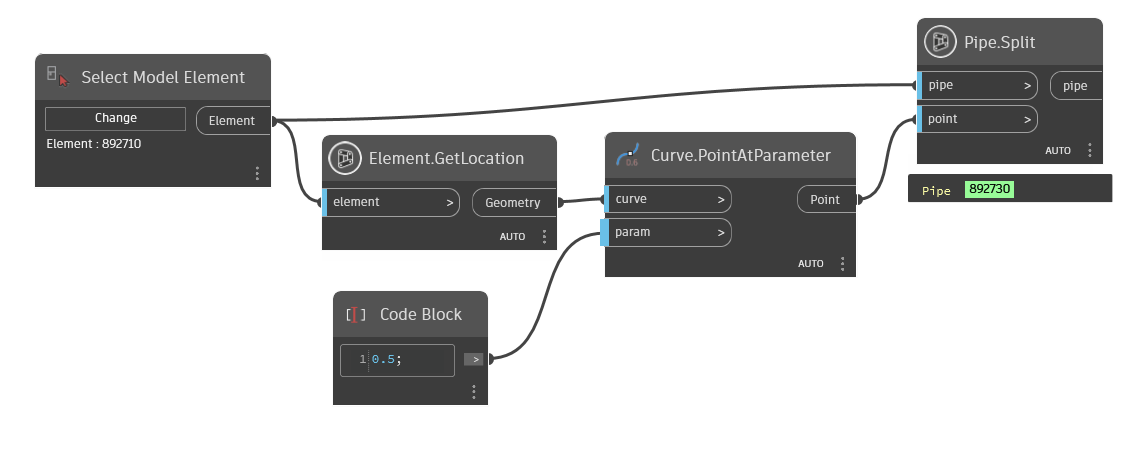 Select Model Element
Change
Element
Element : 892710
Element.GetLocation
element >
Geometry
AUTO
Code Block
[I]
1 0.5;
>
0.6
Curve.PointAtParameter
curve >
Point
param >
AUTO
Pipe.Split
pipe >
pipe
point >
AUTO
Pipe 892730